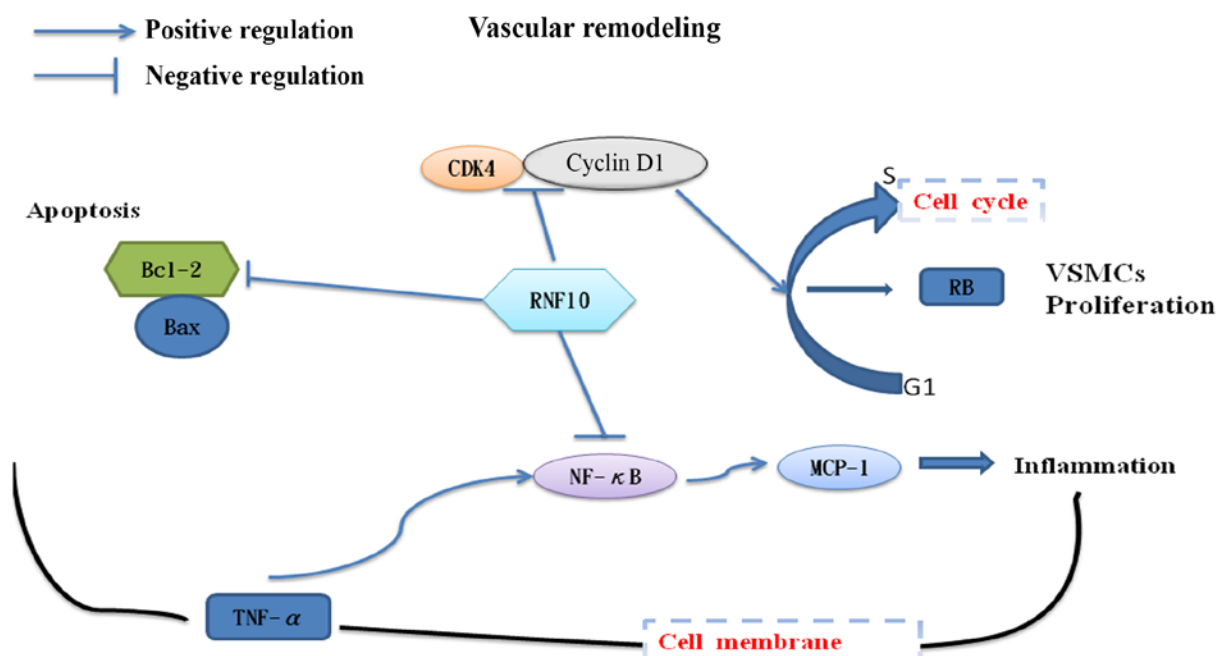 Positive regulation
Vascular remodeling
Negative regulation
CDK4
Cyclin D1
S
Cell cycle
Apoptosis
Bcl-2
RNF10
RB
VSMCs
Proliferation
Bax
G1
NF-κB
MCP-1
Inflammation
TNF-α
Cell membrane